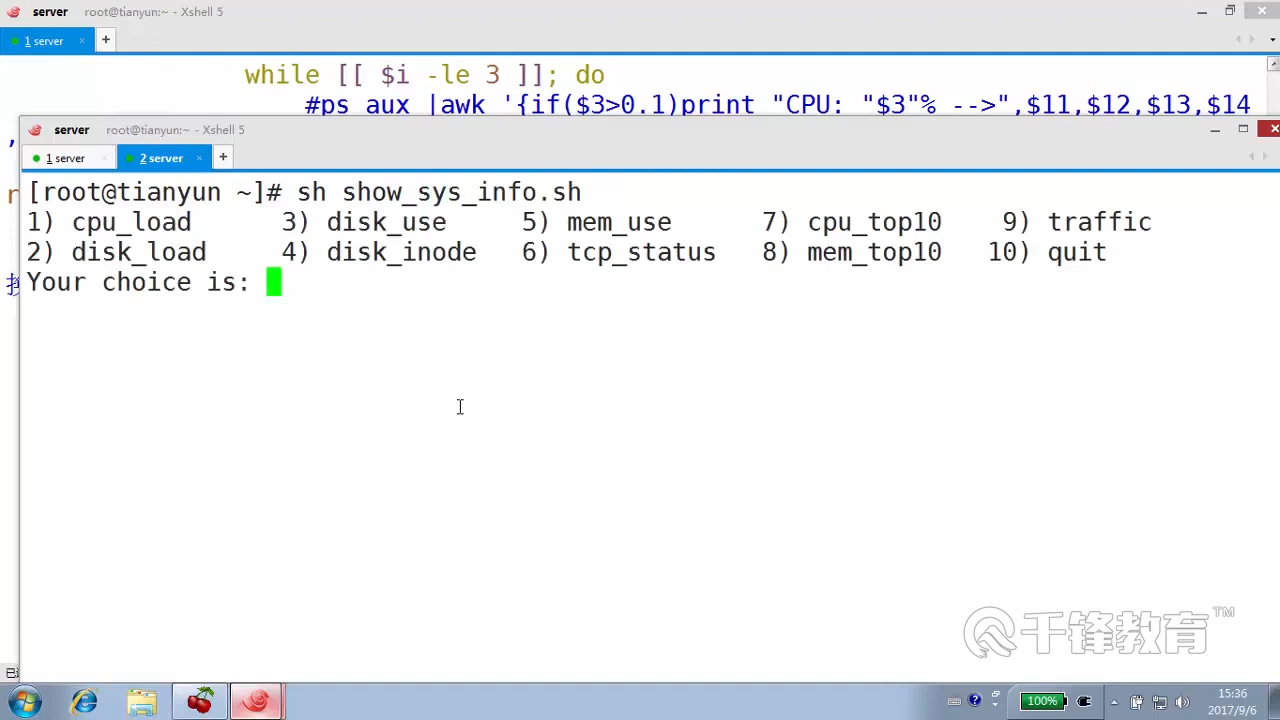 server root@tianyun:~ - Xshell 5
1 server
while [[ $i -le 3 ]]; do
#ps aux |awk '{if($3>0.1)print "CPU: "$3"% -->",$11,$12,$13,$14
server root@tianyun:~ - Xshell 5
1 server 2 server
[root@tianyun ~]# sh show_sys_info.sh
1) cpu_load 3) disk_use 5) mem_use 7) cpu_top10 9) traffic
2) disk_load 4) disk_inode 6) tcp_status 8) mem_top10 10) quit
Your choice is:
千锋教育™
100%
15:36
2017/9/6